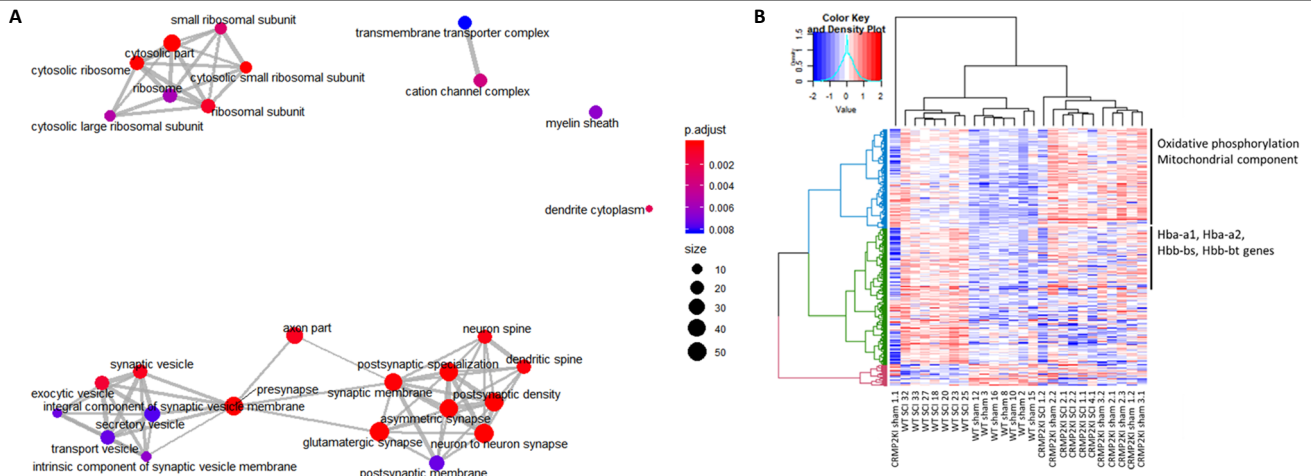 A
small ribosomal subunit
cytosolic part
cytosolic ribosome
cytosolic small ribosomal subunit
ribosome
ribosomal subunit
cytosolic large ribosomal subunit
transmembrane transporter complex
cation channel complex
myelin sheath
dendrite cytoplasm
p.adjust
0.002
0.004
0.006
0.008
size
10
20
30
40
50
axon part
neuron spine
synaptic vesicle
postsynaptic specialization
dendritic spine
exocytic vesicle
presynapse
synaptic membrane
postsynaptic density
integral component of synaptic vesicle membrane
asymmetric synapse
secretory vesicle
glutamatergic synapse
neuron to neuron synapse
transport vesicle
intrinsic component of synaptic vesicle membrane
postsynaptic membrane
B
Color Key
and Density Plot
Density
0 0.5 1 1.5
-2 -1 0 1 2
Value
Oxidative phosphorylation
Mitochondrial component
Hba-a1, Hba-a2,
Hbb-bs, Hbb-bt genes
CRMP2KI sham 1.1
WT SCI 32
WT SCI 33
WT SCI 27
WT SCI 18
WT SCI 20
WT SCI 23
WT SCI 25
WT sham 12
WT sham 1
WT sham 16
WT sham 8
WT sham 10
WT sham 2
WT sham 15
CRMP2KI SCI 1.2
CRMP2KI sham 2.2
CRMP2KI SCI 2.1
CRMP2KI SCI 2.2
CRMP2KI SCI 1.1
CRMP2KI sham 3.2
CRMP2KI sham 2.1
CRMP2KI sham 2.3
CRMP2KI sham 1.2
CRMP2KI sham 3.1